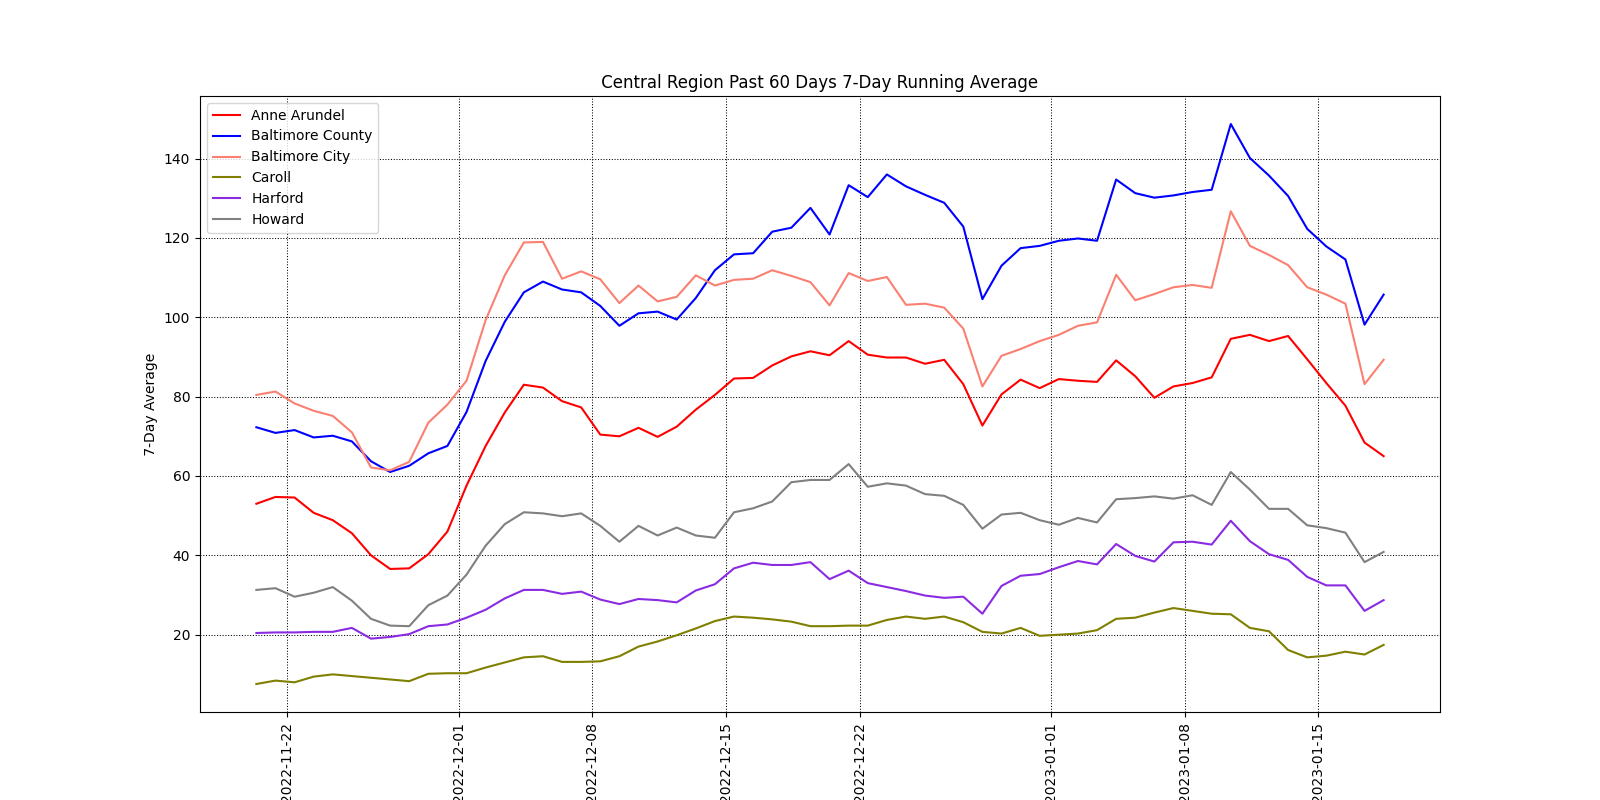 Central Region Past 60 Days 7-Day Running Average
Anne Arundel
Baltimore County
Baltimore City
Caroll
Harford
Howard
7-Day Average
140
120
100
80
60
40
20
2022-11-22
2022-12-01
2022-12-08
2022-12-15
2022-12-22
2023-01-01
2023-01-08
2023-01-15